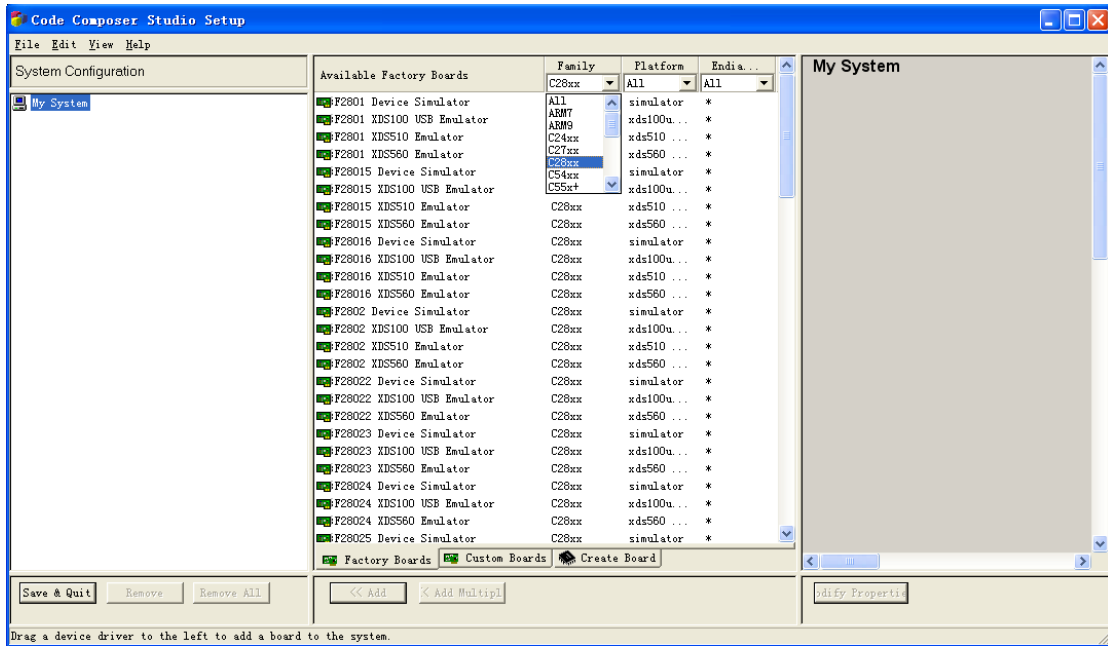 Code Composer Studio Setup
File Edit View Help
System Configuration
My System
Available Factory Boards Family Platform Endia...
C28xx All All
F2801 Device Simulator simulator *
F2801 XDS100 USB Emulator xds100u... *
F2801 XDS510 Emulator xds510 ... *
F2801 XDS560 Emulator xds560 ... *
F28015 Device Simulator simulator *
F28015 XDS100 USB Emulator xds100u... *
All
ARM7
ARM9
C24xx
C27xx
C28xx
C54xx
C55x+
F28015 XDS510 Emulator C28xx xds510 ... *
F28015 XDS560 Emulator C28xx xds560 ... *
F28016 Device Simulator C28xx simulator *
F28016 XDS100 USB Emulator C28xx xds100u... *
F28016 XDS510 Emulator C28xx xds510 ... *
F28016 XDS560 Emulator C28xx xds560 ... *
F2802 Device Simulator C28xx simulator *
F2802 XDS100 USB Emulator C28xx xds100u... *
F2802 XDS510 Emulator C28xx xds510 ... *
F2802 XDS560 Emulator C28xx xds560 ... *
F28022 Device Simulator C28xx simulator *
F28022 XDS100 USB Emulator C28xx xds100u... *
F28022 XDS560 Emulator C28xx xds560 ... *
F28023 Device Simulator C28xx simulator *
F28023 XDS100 USB Emulator C28xx xds100u... *
F28023 XDS560 Emulator C28xx xds560 ... *
F28024 Device Simulator C28xx simulator *
F28024 XDS100 USB Emulator C28xx xds100u... *
F28024 XDS560 Emulator C28xx xds560 ... *
F28025 Device Simulator C28xx simulator *
Factory Boards Custom Boards Create Board
My System
Save & Quit Remove Remove All << Add < Add Multipl odify Propertie
Drag a device driver to the left to add a board to the system.